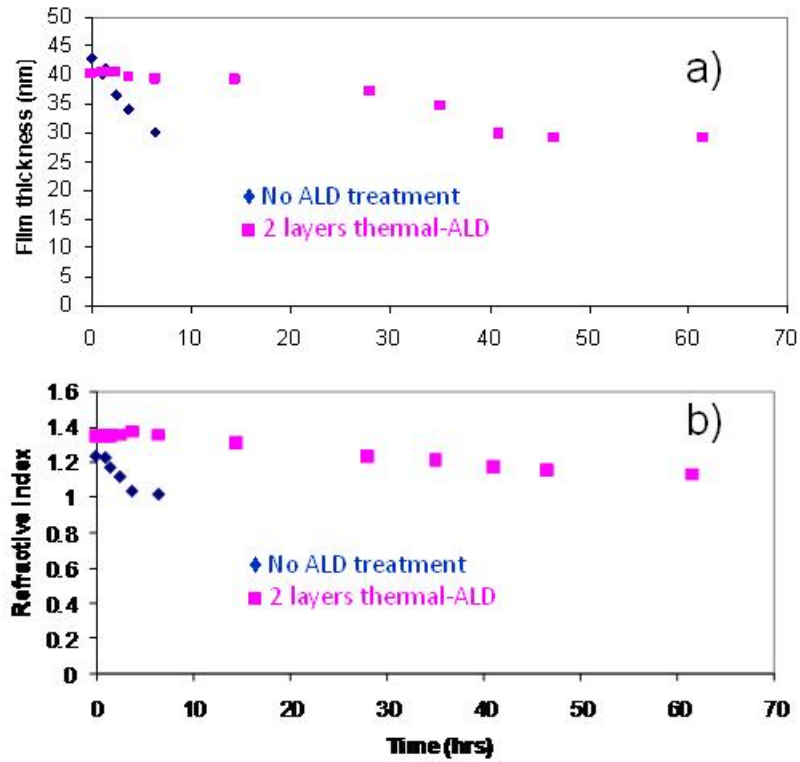 50
45
40
35
30
25
20
15
10
5
0
Film thickness (nm)
a)
◆ No ALD treatment
■ 2 layers thermal-ALD
0 10 20 30 40 50 60 70
1.6
1.4
1.2
1
0.8
0.6
0.4
0.2
0
Refractive Index
b)
◆ No ALD treatment
■ 2 layers thermal-ALD
0 10 20 30 40 50 60 70
Time (hrs)